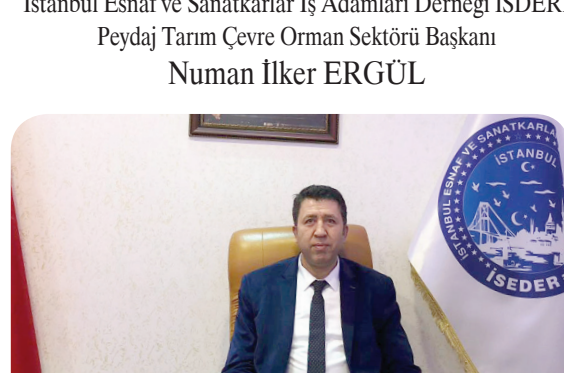 İstanbul Esnaf ve Sanatkarlar İş Adamları Derneği İSDER
Peydaj Tarım Çevre Orman Sektörü Başkanı
Numan İlker ERGÜL
İSTANBUL ESNAF VE SANATKARLA
İSTANBUL
İSEDER